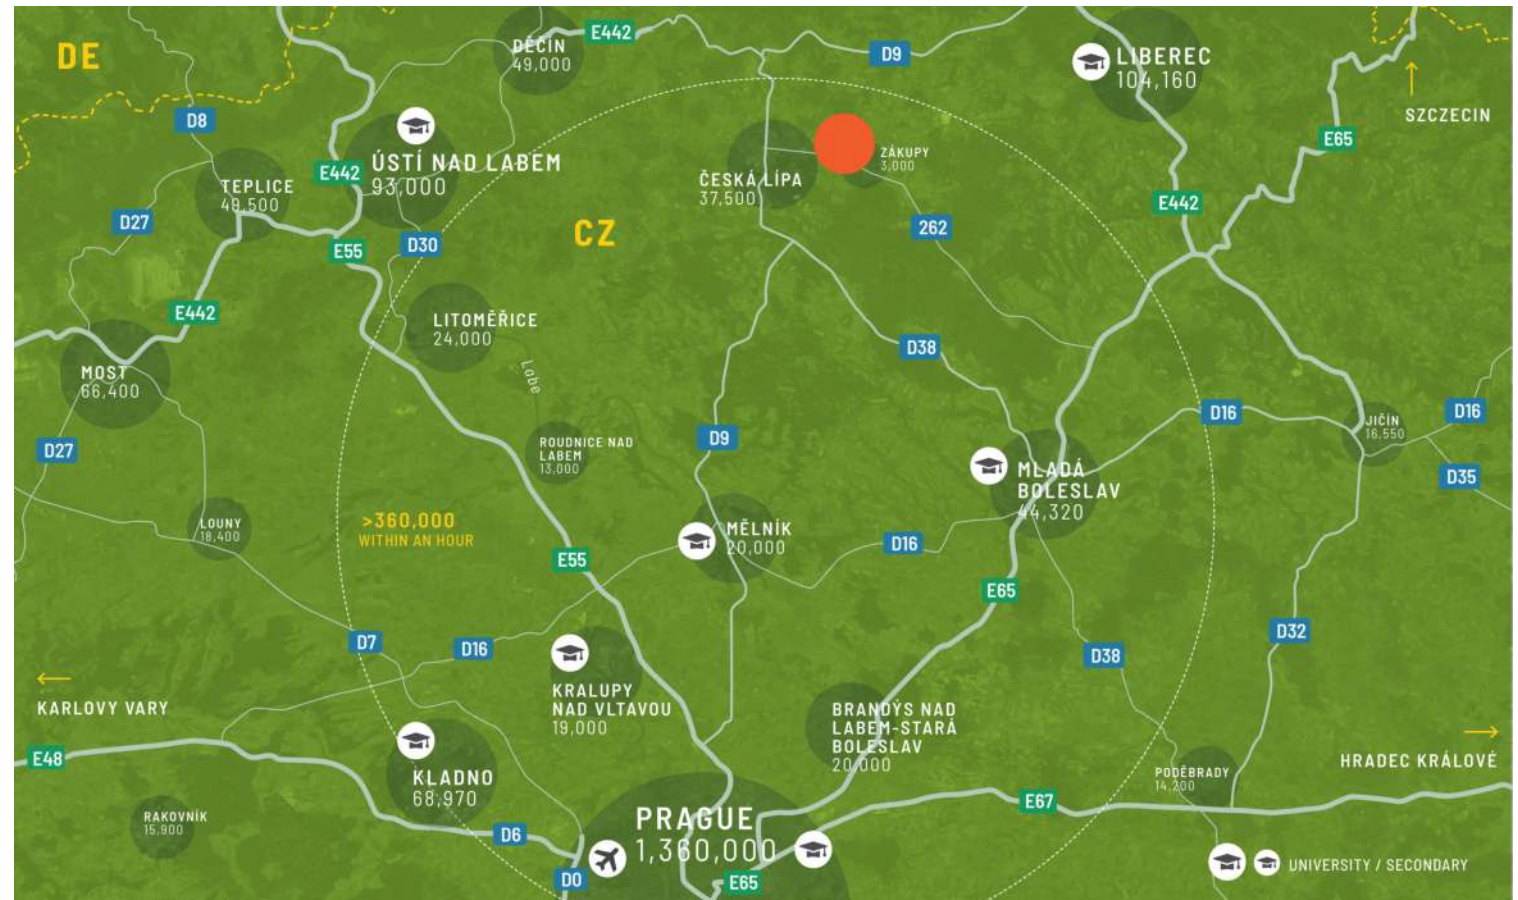 DE
DĚČÍN
49,000
E442
D9
LIBEREC
104,160
D8
SZCZECIN
E65
E442
ÚSTÍ NAD LABEM
93,000
TEPLICE
49,500
ČESKÁ LÍPA
37,500
ZÁKUPY
3,000
E442
D27
E55
D30
CZ
262
E442
LITOMĚŘICE
24,000
D38
Labe
MOST
66,400
D27
ROUDNICE NAD
LABEM
13,000
D9
D16
JIČÍN
16,550
D16
D35
MLADÁ
BOLESLAV
44,320
LOUNY
18,400
>360,000
WITHIN AN HOUR
MĚLNÍK
20,000
D16
E55
E65
D7
D16
D38
D32
KARLOVY VARY
KRALUPY
NAD VLTAVOU
19,000
BRANDÝS NAD
LABEM-STARÁ
BOLESLAV
20,000
E48
KLADNO
68,970
PODĚBRADY
14,200
HRADEC KRÁLOVÉ
RAKOVNÍK
15,900
D6
PRAGUE
1,360,000
E67
D0
E65
UNIVERSITY / SECONDARY